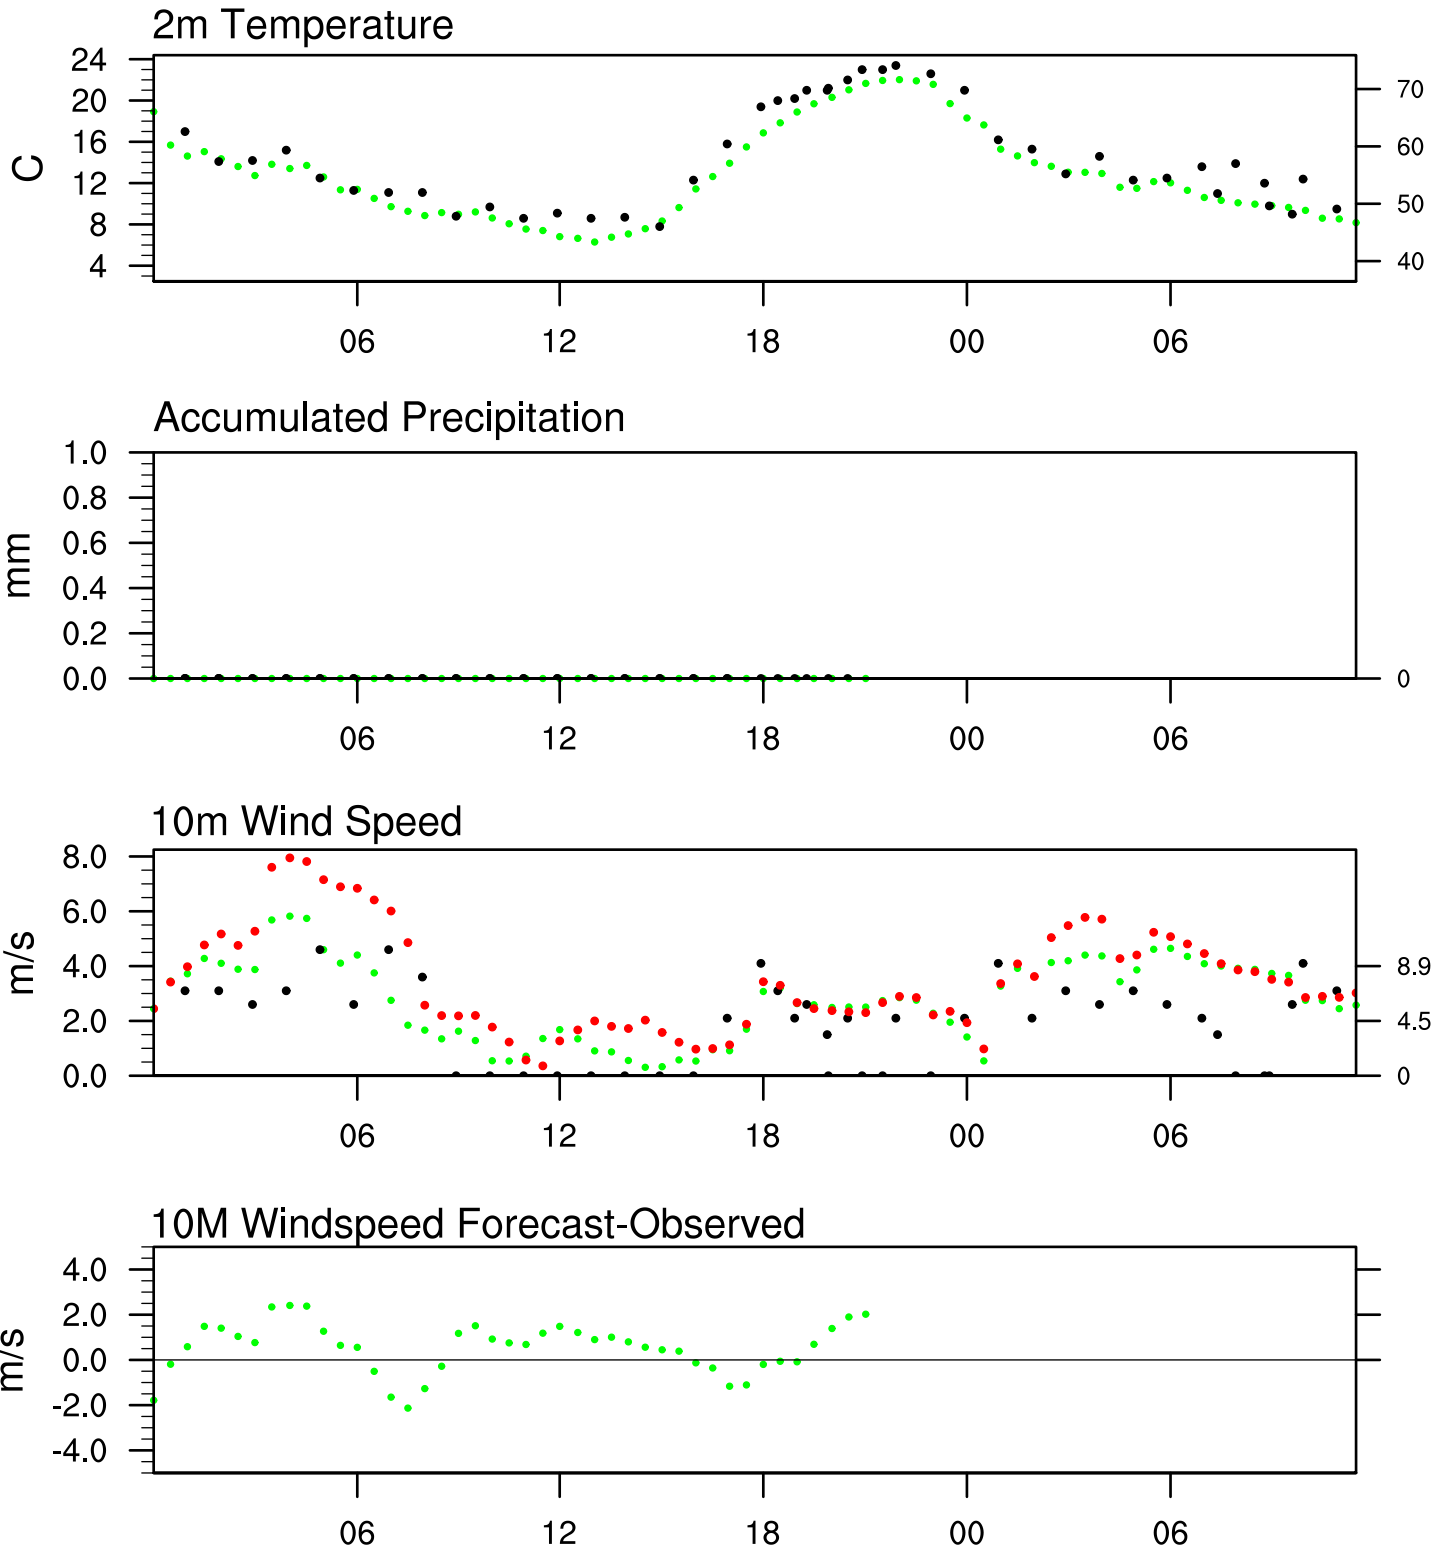 2m Temperature
24
20
16
12
8
4
C
70
60
50
40
06 12 18 00 06
Accumulated Precipitation
1.0
0.8
0.6
0.4
0.2
0.0
mm
0
06 12 18 00 06
10m Wind Speed
8.0
6.0
4.0
2.0
0.0
m/s
8.9
4.5
0
06 12 18 00 06
10M Windspeed Forecast-Observed
4.0
2.0
0.0
-2.0
-4.0
m/s
06 12 18 00 06